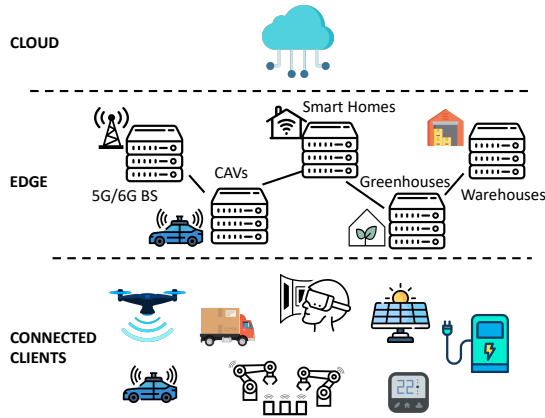 CLOUD
Smart Homes
CAVs
Greenhouses
EDGE
5G/6G BS
Warehouses
CONNECTED
CLIENTS
22°